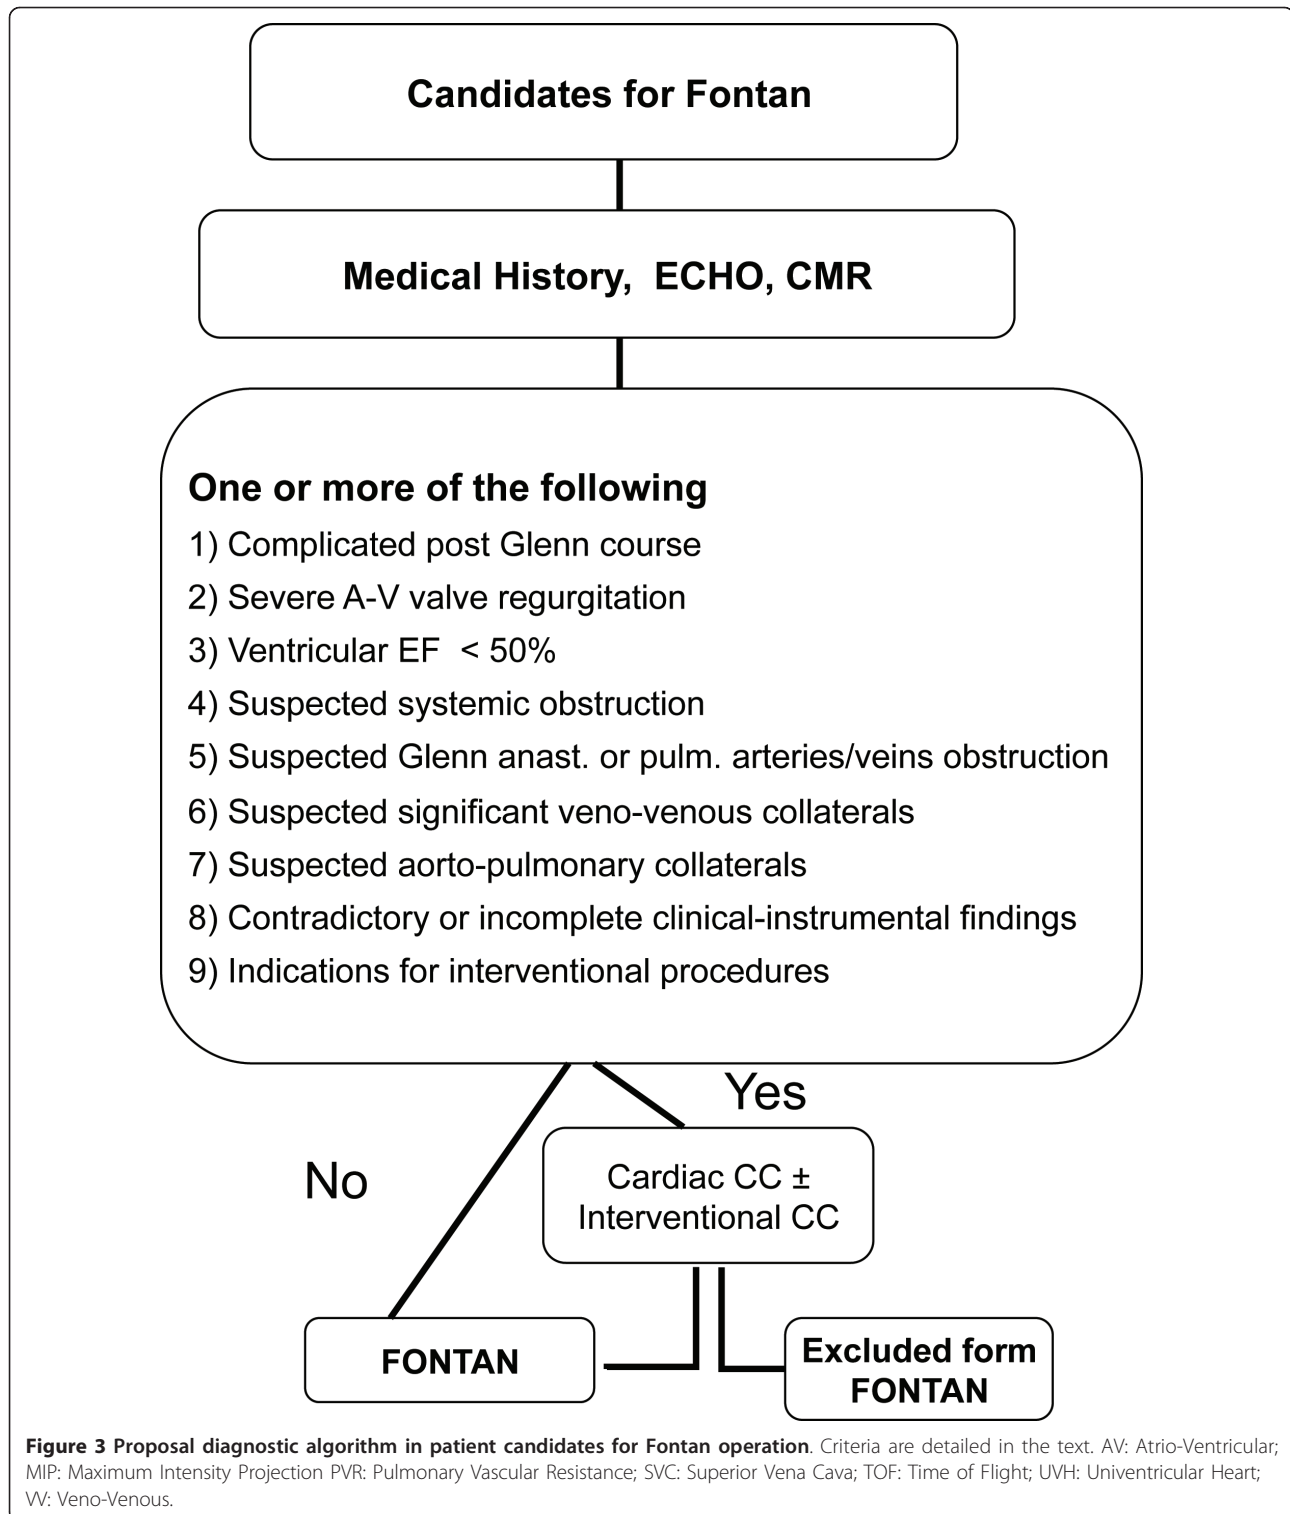 Candidates for Fontan
Medical History, ECHO, CMR
One or more of the following
1) Complicated post Glenn course
2) Severe A-V valve regurgitation
3) Ventricular EF < 50%
4) Suspected systemic obstruction
5) Suspected Glenn anast. or pulm. arteries/veins obstruction
6) Suspected significant veno-venous collaterals
7) Suspected aorto-pulmonary collaterals
8) Contradictory or incomplete clinical-instrumental findings
9) Indications for interventional procedures
Yes
No
Cardiac CC ±
Interventional CC
FONTAN
Excluded form
FONTAN
Figure 3 Proposal diagnostic algorithm in patient candidates for Fontan operation. Criteria are detailed in the text. AV: Atrio-Ventricular;
MIP: Maximum Intensity Projection PVR: Pulmonary Vascular Resistance; SVC: Superior Vena Cava; TOF: Time of Flight; UVH: Univentricular Heart;
VV: Veno-Venous.